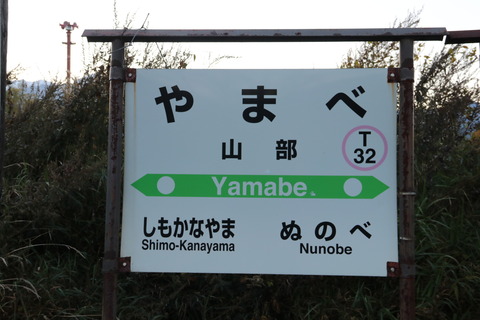 やまべ
山部
T
32
Yamabe
しもかなやま
Shimo-Kanayama
ぬのべ
Nunobe